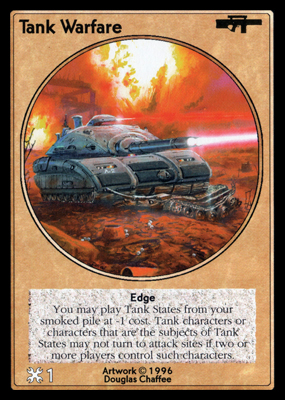 Tank Warfare
Edge
You may play Tank States from your
smoked pile at -1 cost. Tank characters or
characters that are the subjects of Tank
States may not turn to attack sites if two or
more players control such characters.
1
Artwork © 1996
Douglas Chaffee